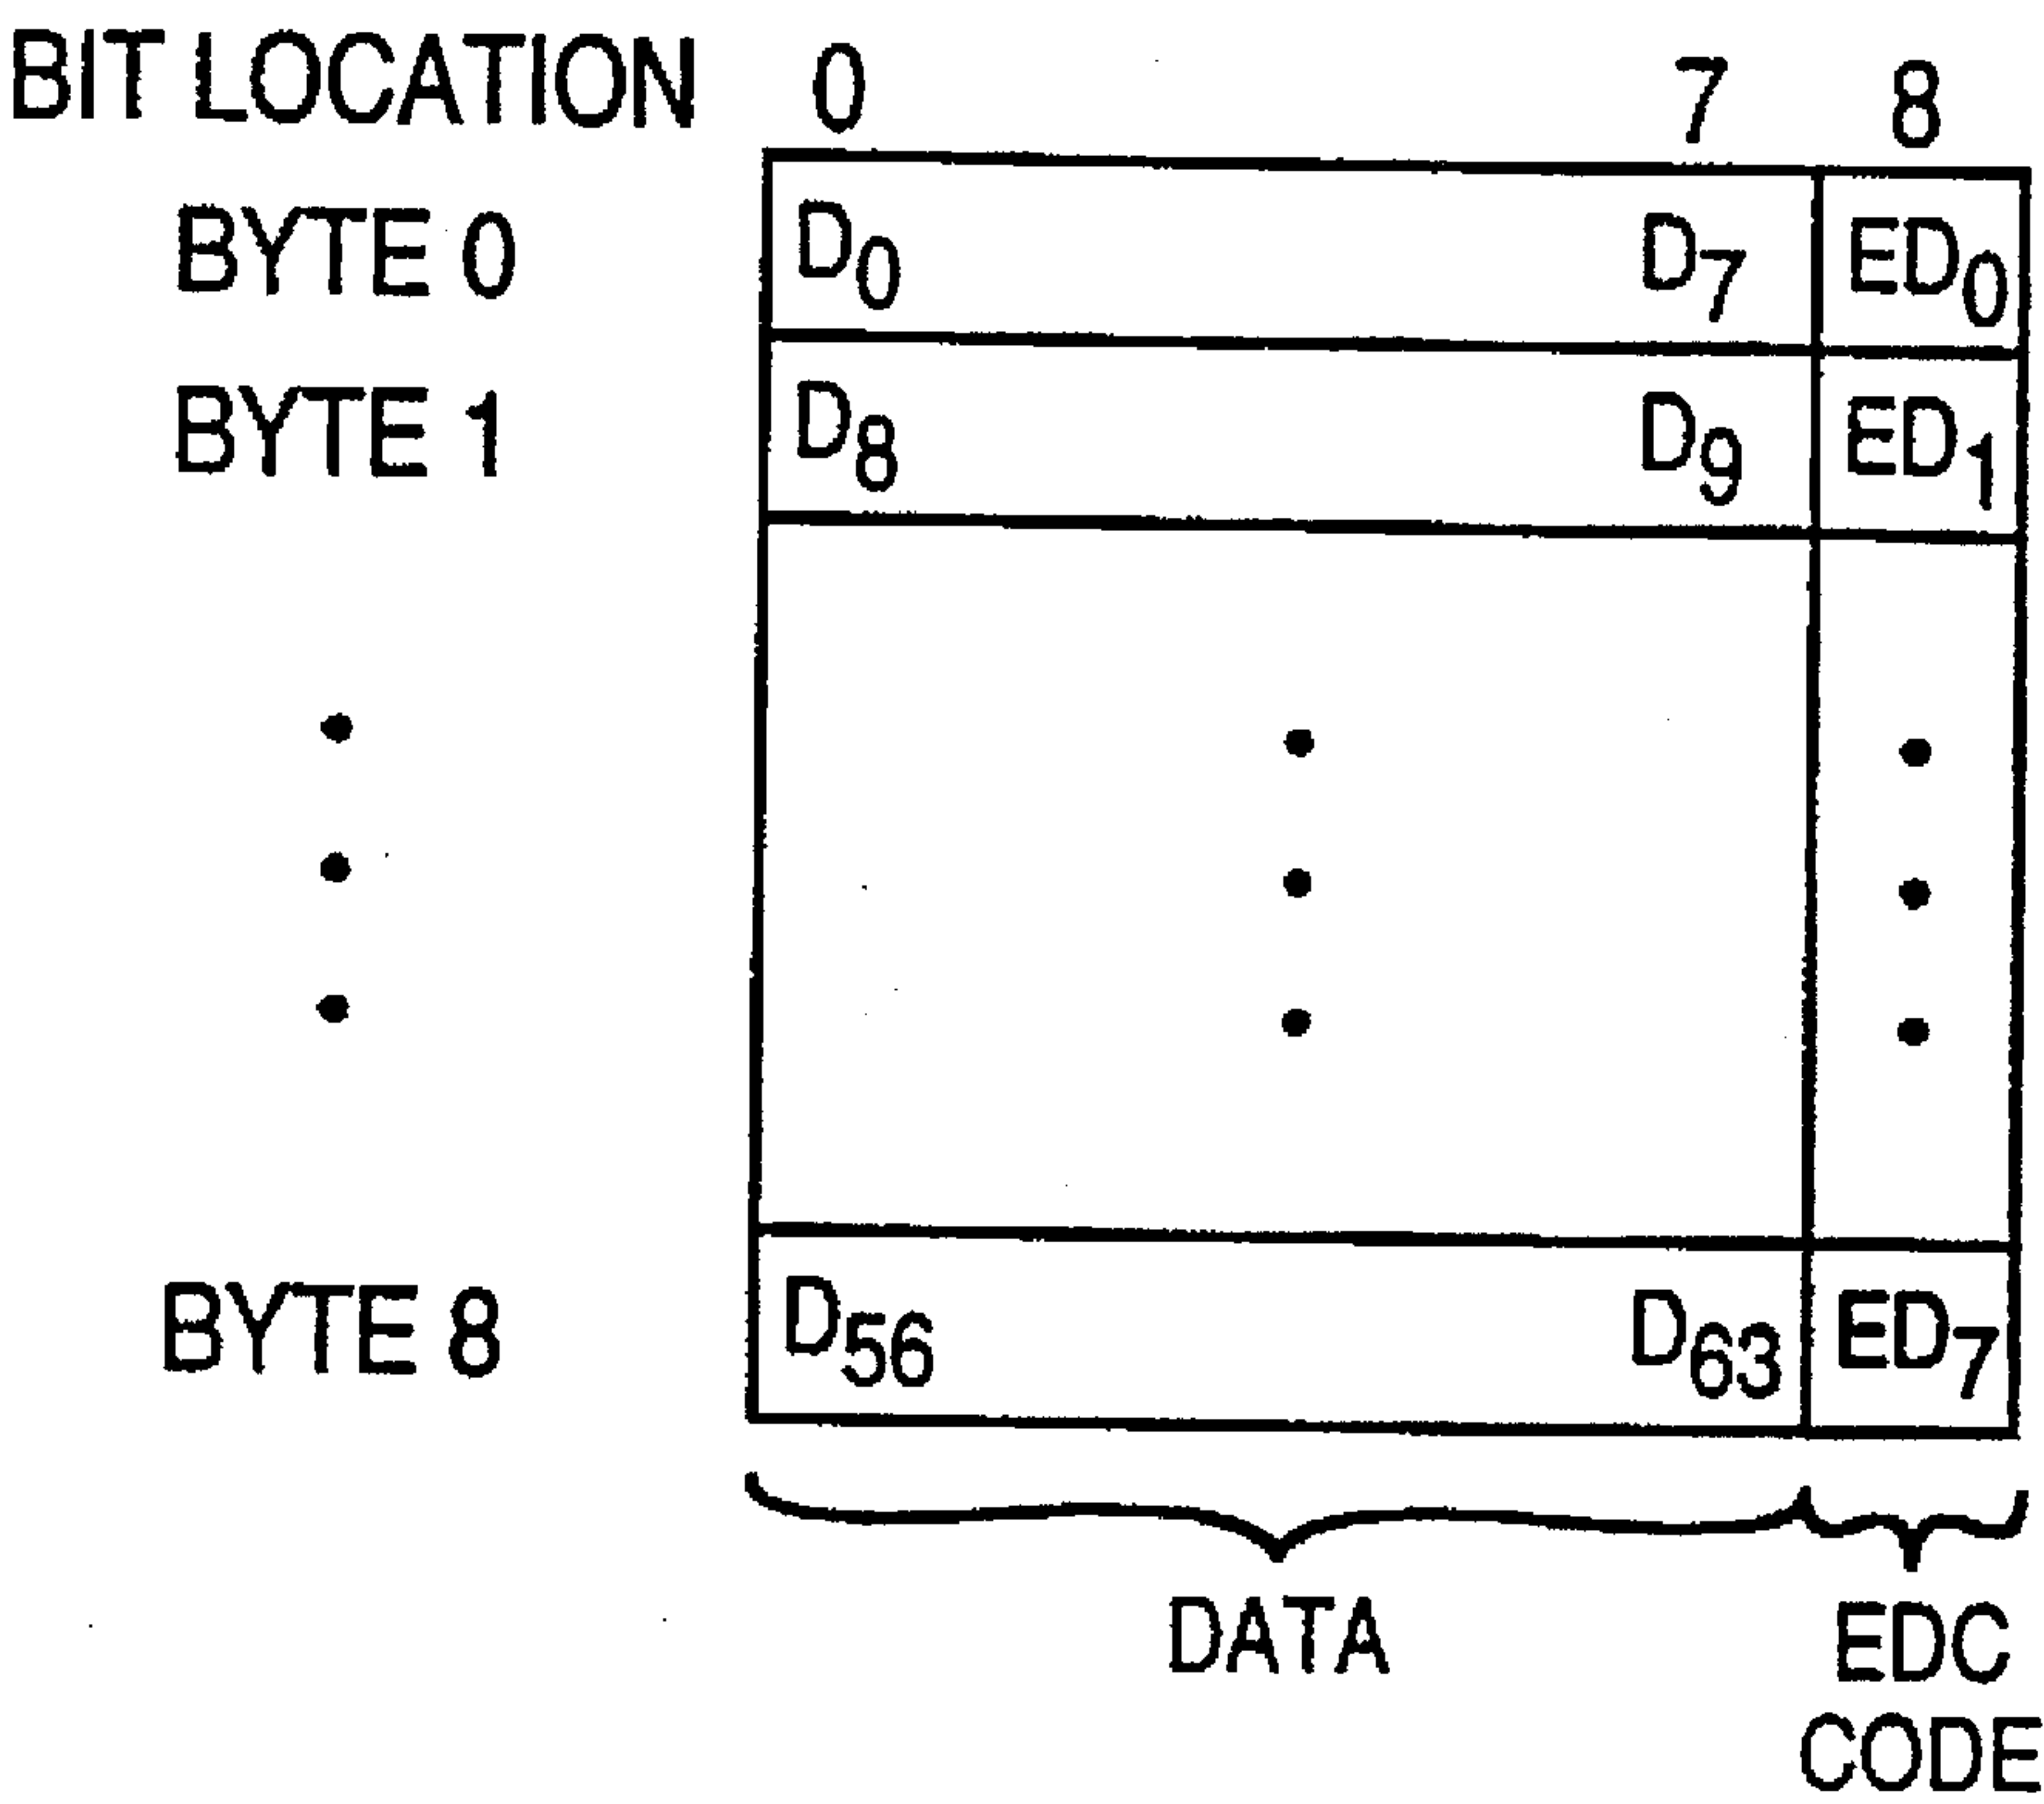 BIT LOCATION 0 7 8
BYTE 0 D0 D7 ED0
BYTE 1 D8 D9 ED1
BYTE 8 D56 D63 ED7
DATA EDC
CODE